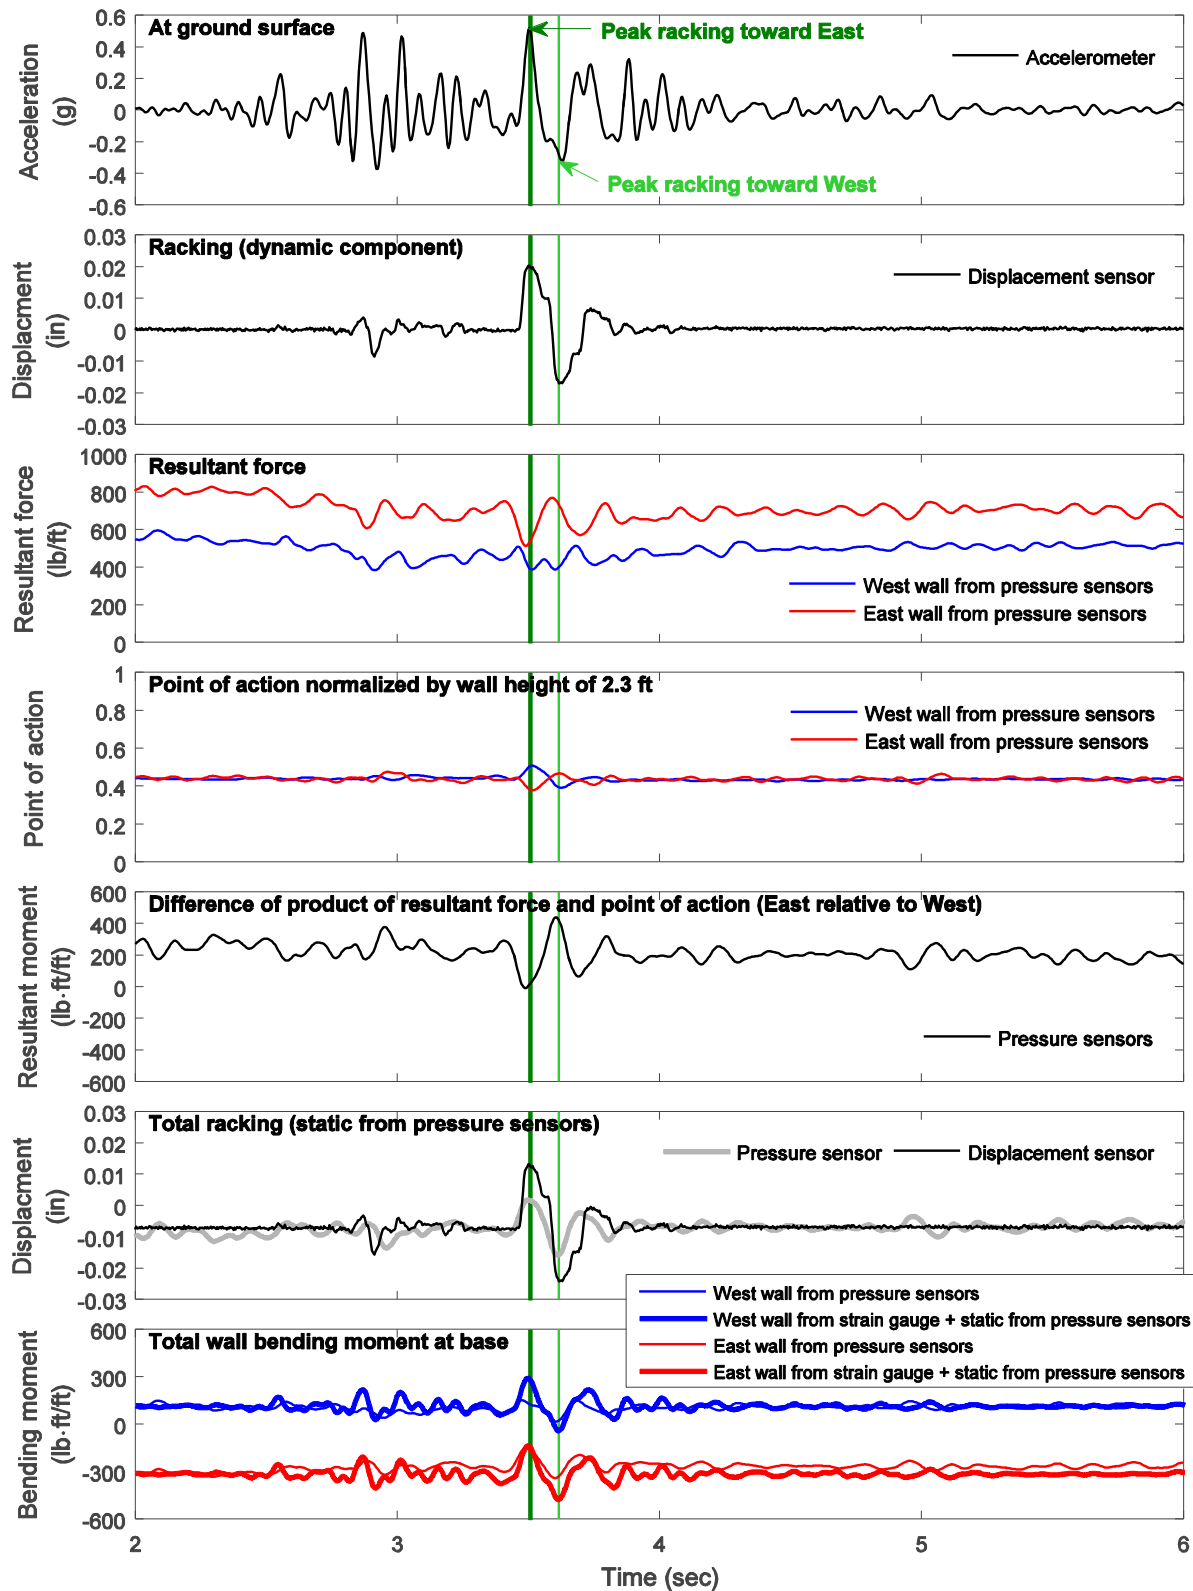 At ground surface
Peak racking toward East
Accelerometer
Peak racking toward West
Acceleration
(g)
0.6
0.4
0.2
0
-0.2
-0.4
-0.6
Racking (dynamic component)
Displacement sensor
Displacment
(in)
0.03
0.02
0.01
0
-0.01
-0.02
-0.03
Resultant force
West wall from pressure sensors
East wall from pressure sensors
Resultant force
(lb/ft)
1000
800
600
400
200
0
Point of action normalized by wall height of 2.3 ft
West wall from pressure sensors
East wall from pressure sensors
Point of action
1
0.8
0.6
0.4
0.2
0
Difference of product of resultant force and point of action (East relative to West)
Pressure sensors
Resultant moment
(lb·ft/ft)
600
400
200
0
-200
-400
-600
Total racking (static from pressure sensors)
Pressure sensor
Displacement sensor
Displacment
(in)
0.03
0.02
0.01
0
-0.01
-0.02
-0.03
West wall from pressure sensors
West wall from strain gauge + static from pressure sensors
East wall from pressure sensors
East wall from strain gauge + static from pressure sensors
Total wall bending moment at base
Bending moment
(lb·ft/ft)
600
300
0
-300
-600
2
3
4
5
6
Time (sec)